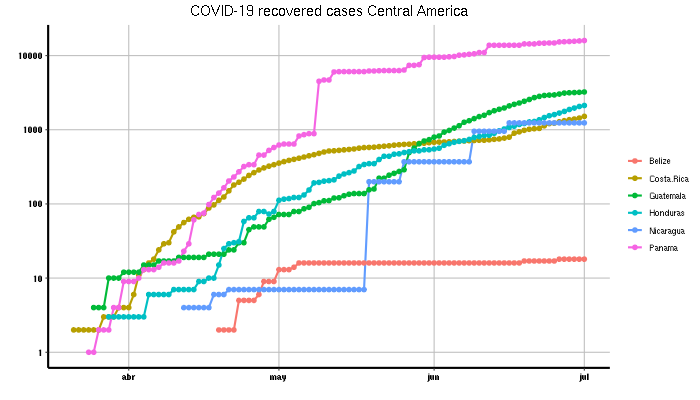 COVID-19 recovered cases Central America
10000
1000
100
10
1
abr
may
jun
jul
Belize
Costa.Rica
Guatemala
Honduras
Nicaragua
Panama